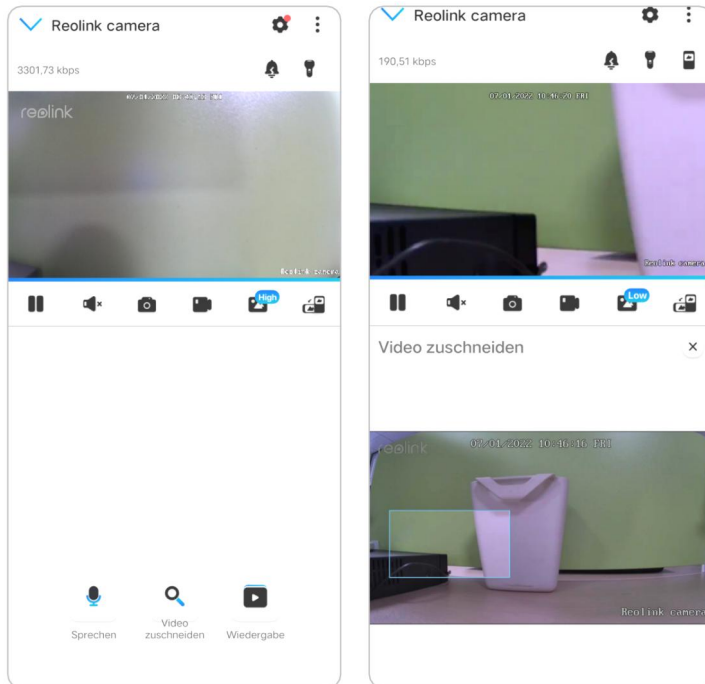 Reolink camera
3301,73 kbps
reolink
Reolink camera
High
Sprechen
Video
zuschneiden
Wiedergabe
Reolink camera
190,51 kbps
07/01/2022 10:46:20 FRI
Reolink camera
Low
Video zuschneiden
reolink
07/01/2022 10:46:16 FRI
Reolink camera